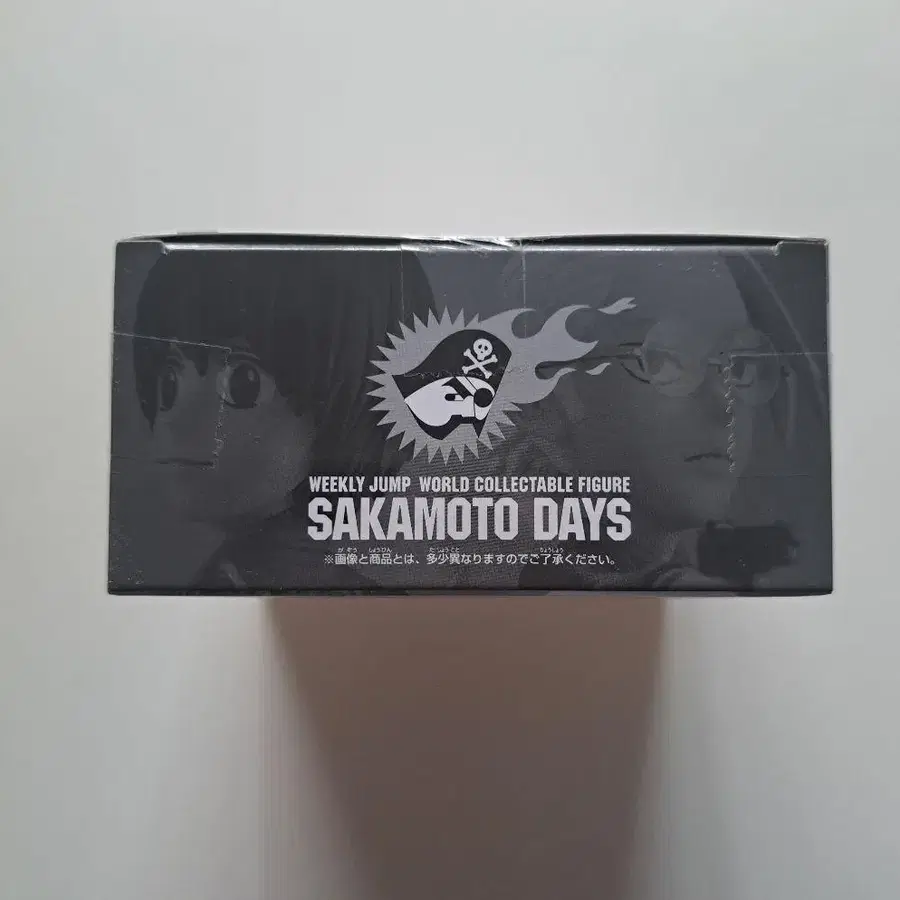 WEEKLY JUMP WORLD COLLECTABLE FIGURE
SAKAMOTO DAYS
※画像と商品とは、多少異なりますのでご了承ください。